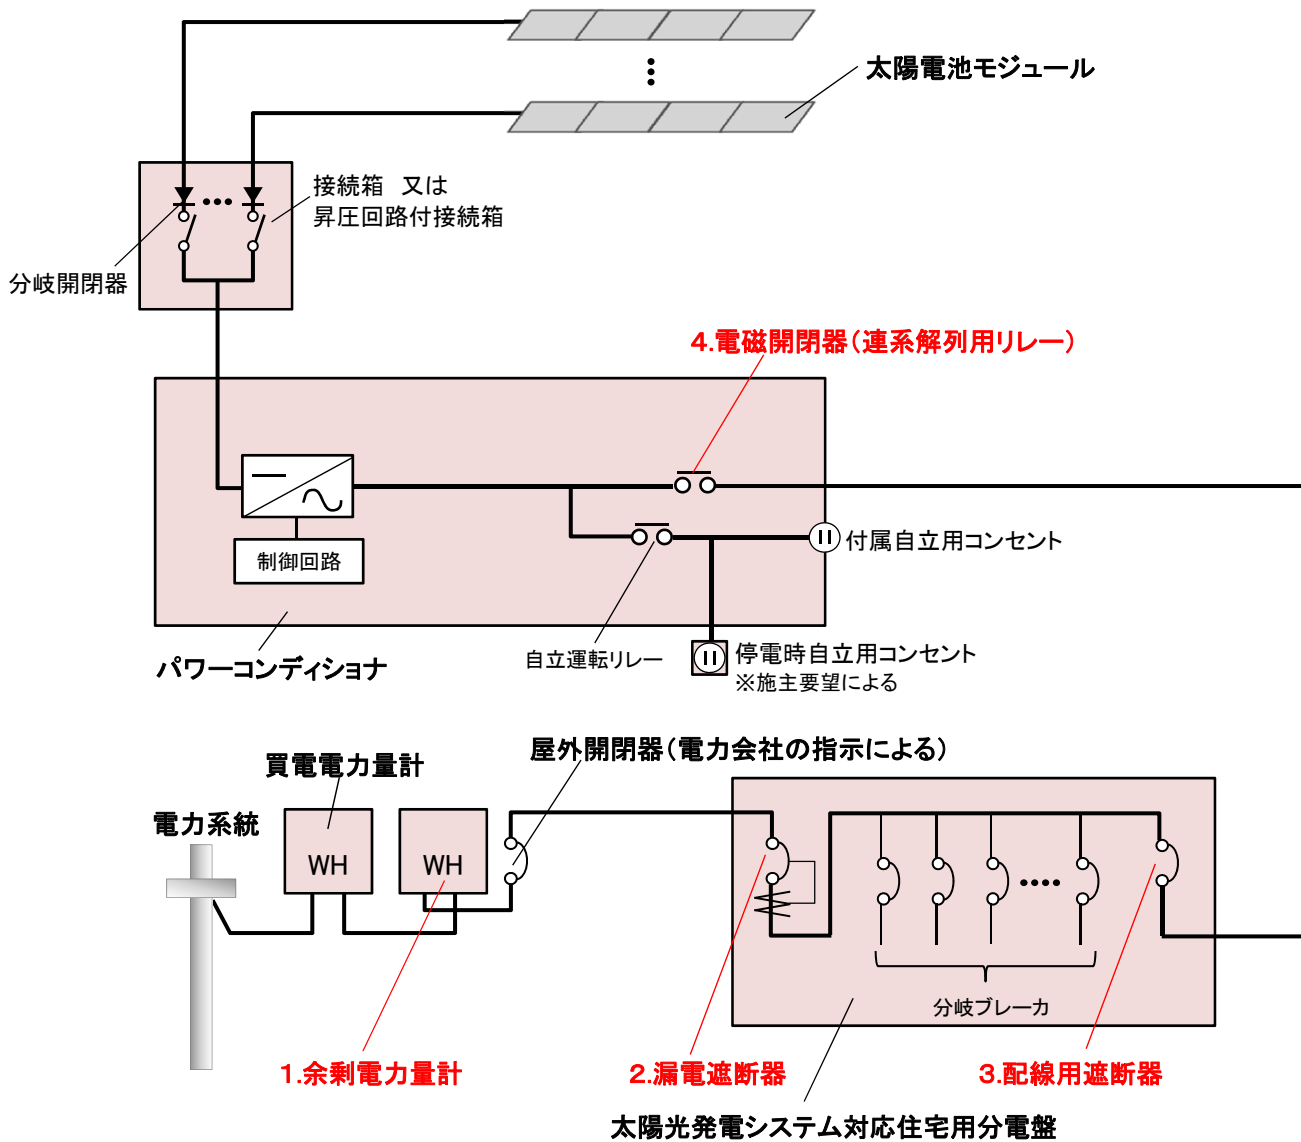 太陽電池モジュール
接続箱　又は
昇圧回路付接続箱
分岐開閉器
4.電磁開閉器(連系解列用リレー)
制御回路
付属自立用コンセント
自立運転リレー
停電時自立用コンセント
※施主要望による
パワーコンディショナ
屋外開閉器(電力会社の指示による)
買電電力量計
電力系統
WH
WH
分岐ブレーカ
1.余剰電力量計
2.漏電遮断器
3.配線用遮断器
太陽光発電システム対応住宅用分電盤